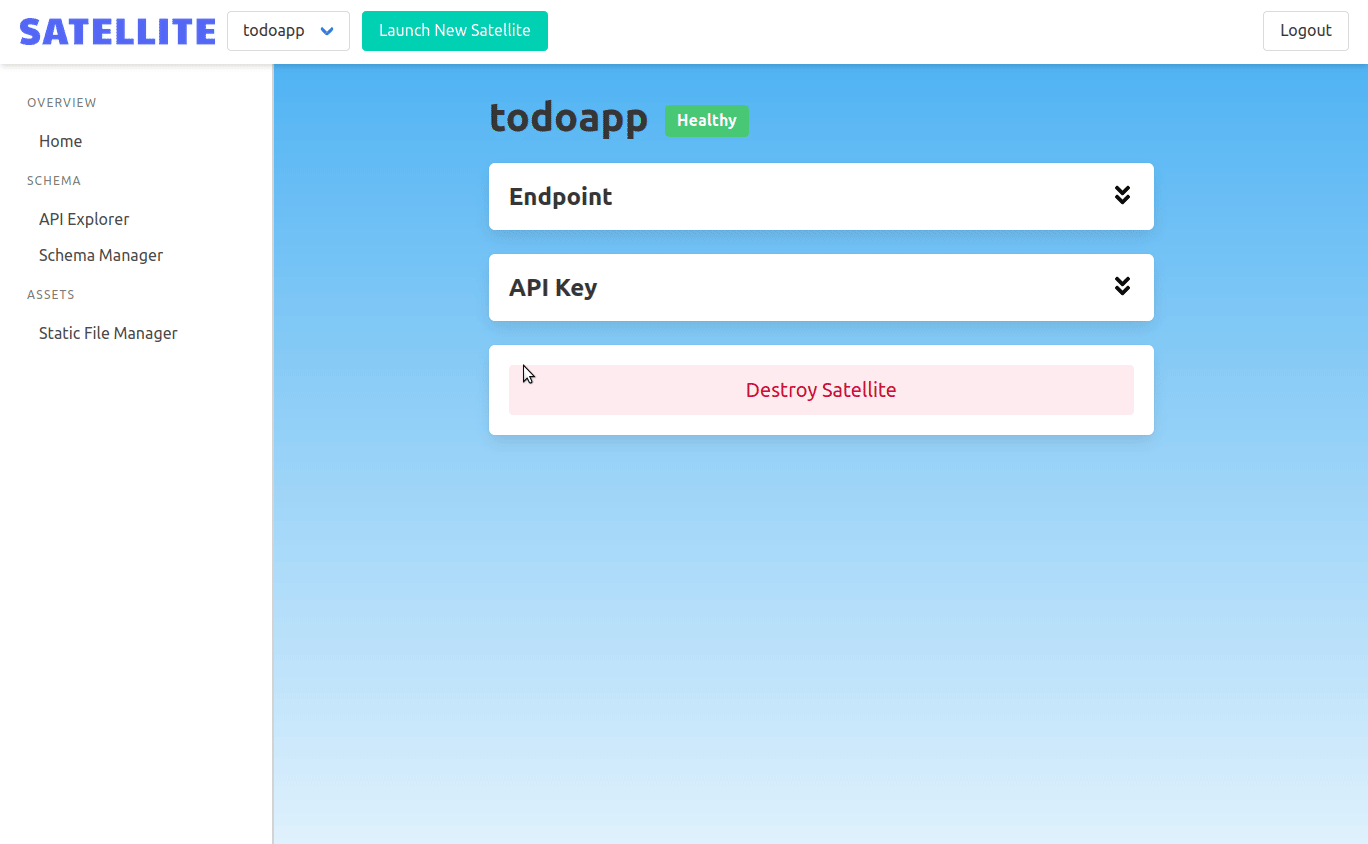 SATELLITE
todoapp
Launch New Satellite
Logout
OVERVIEW
Home
SCHEMA
API Explorer
Schema Manager
ASSETS
Static File Manager
todoapp
Healthy
Endpoint
API Key
Destroy Satellite